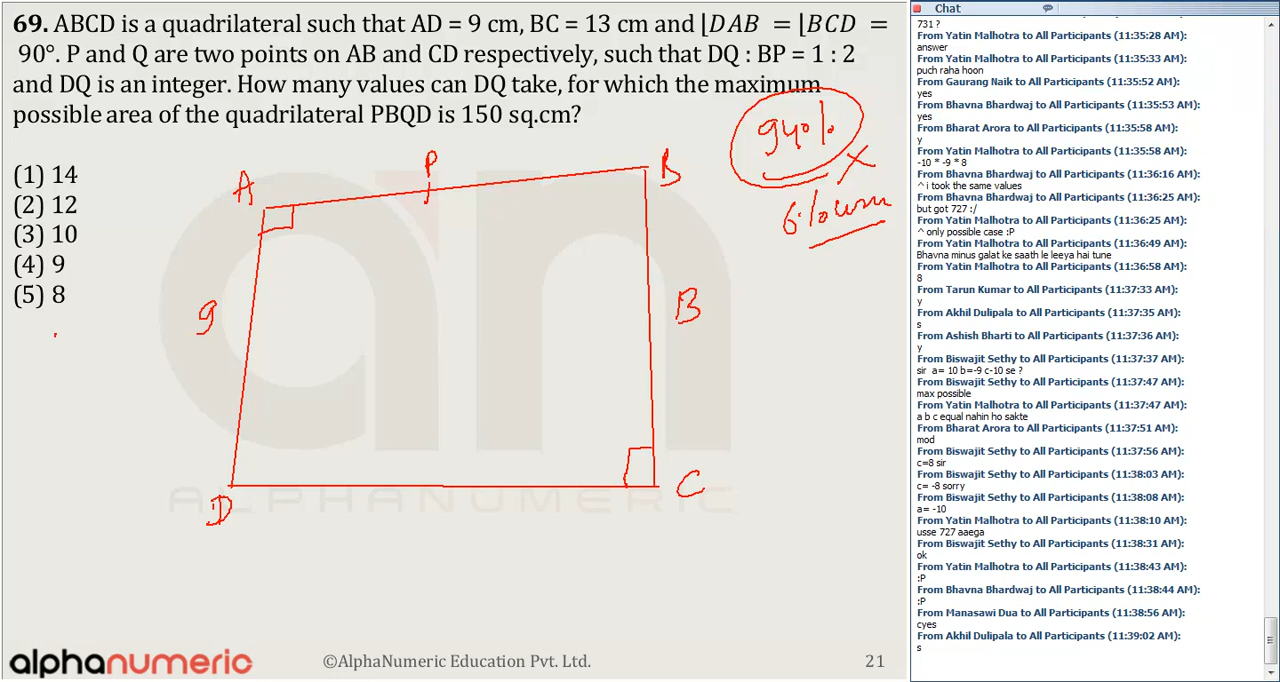 69. ABCD is a quadrilateral such that AD = 9 cm, BC = 13 cm and ⌊DAB = ⌊BCD =
90°. P and Q are two points on AB and CD respectively, such that DQ : BP = 1 : 2
and DQ is an integer. How many values can DQ take, for which the maximum
possible area of the quadrilateral PBQD is 150 sq.cm?
(1) 14
(2) 12
(3) 10
(4) 9
(5) 8
94%
A
P
B
9
B
D
C
ALPHANUMERIC
alphanumeric
©AlphaNumeric Education Pvt. Ltd.
21
Chat
731 ?
From Yatin Malhotra to All Participants (11:35:28 AM):
answer
From Yatin Malhotra to All Participants (11:35:33 AM):
puch raha hoon
From Gaurang Naik to All Participants (11:35:52 AM):
yes
From Bhavna Bhardwaj to All Participants (11:35:53 AM):
yes
From Bharat Arora to All Participants (11:35:58 AM):
y
From Yatin Malhotra to All Participants (11:35:58 AM):
-10 * -9 * 8
From Bhavna Bhardwaj to All Participants (11:36:16 AM):
^ i took the same values
From Bhavna Bhardwaj to All Participants (11:36:25 AM):
but got 727 :/
From Yatin Malhotra to All Participants (11:36:25 AM):
^ only possible case :P
From Yatin Malhotra to All Participants (11:36:49 AM):
Bhavna minus galat ke saath le leeya hai tune
From Yatin Malhotra to All Participants (11:36:58 AM):
8
From Tarun Kumar to All Participants (11:37:33 AM):
y
From Akhil Dulipala to All Participants (11:37:35 AM):
s
From Ashish Bharti to All Participants (11:37:36 AM):
y
From Biswajit Sethy to All Participants (11:37:37 AM):
sir a= 10 b=-9 c-10 se ?
From Biswajit Sethy to All Participants (11:37:47 AM):
max possible
From Yatin Malhotra to All Participants (11:37:47 AM):
a b c equal nahin ho sakte
From Bharat Arora to All Participants (11:37:51 AM):
mod
From Biswajit Sethy to All Participants (11:37:56 AM):
c=8 sir
From Biswajit Sethy to All Participants (11:38:03 AM):
c= -8 sorry
From Biswajit Sethy to All Participants (11:38:08 AM):
a= -10
From Yatin Malhotra to All Participants (11:38:10 AM):
usse 727 aaega
From Biswajit Sethy to All Participants (11:38:31 AM):
ok
From Yatin Malhotra to All Participants (11:38:43 AM):
:P
From Bhavna Bhardwaj to All Participants (11:38:44 AM):
:P
From Manasawi Dua to All Participants (11:38:56 AM):
cyes
From Akhil Dulipala to All Participants (11:39:02 AM):
s